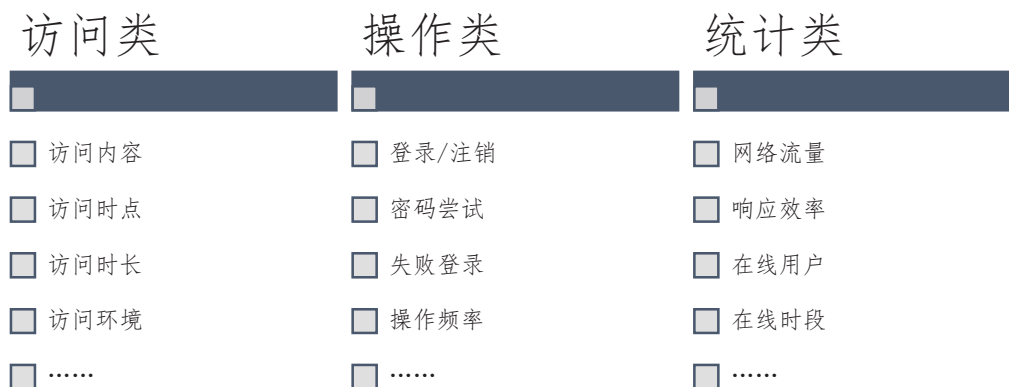 访问类
访问内容
访问时点
访问时长
访问环境
……
操作类
登录/注销
密码尝试
失败登录
操作频率
……
统计类
网络流量
响应效率
在线用户
在线时段
……